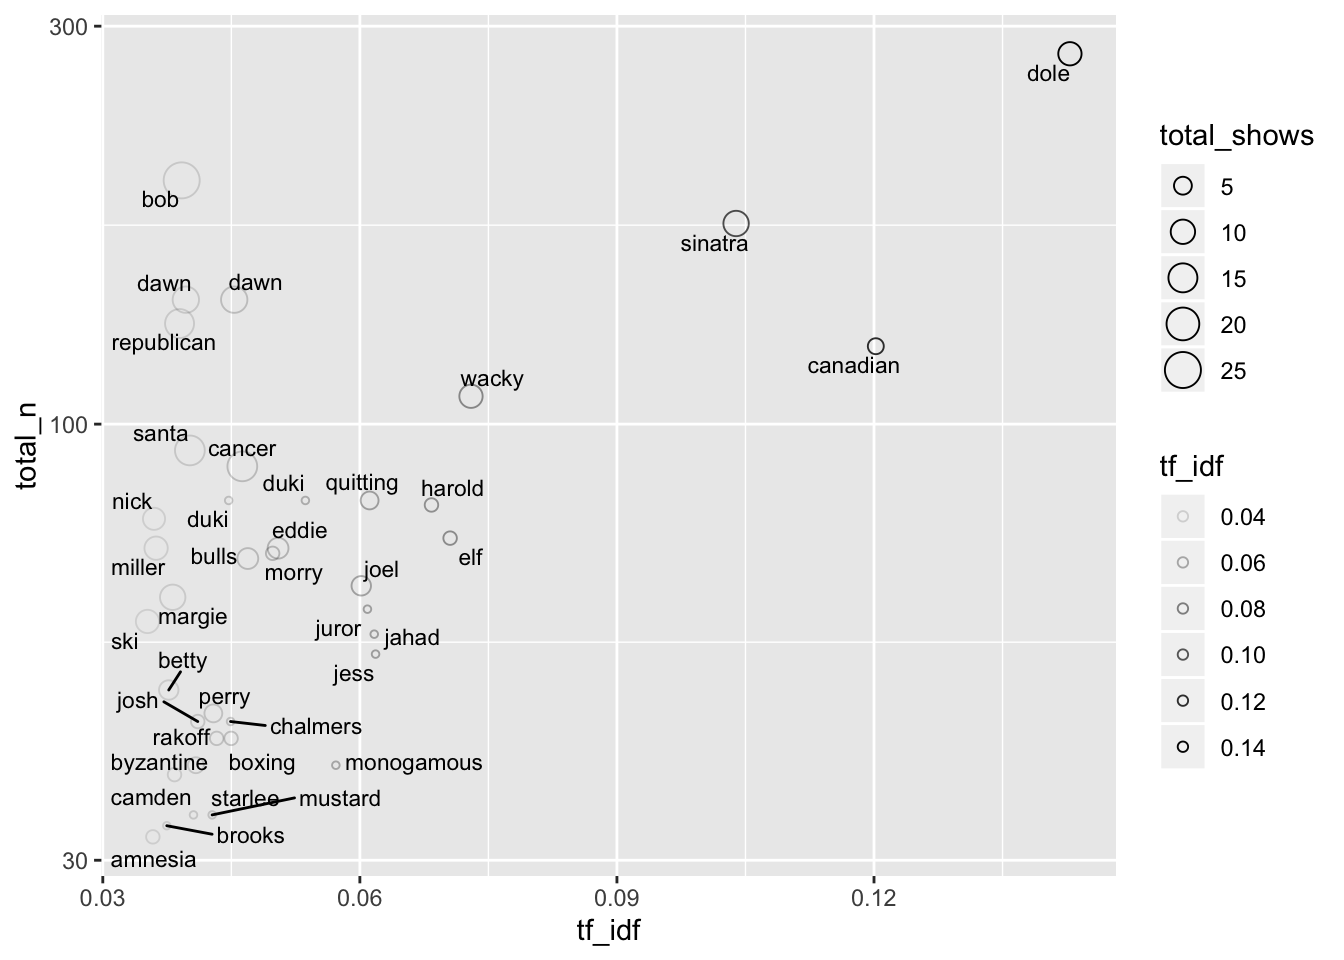 300
dole
bob
sinatra
dawn
dawn
republican
canadian
wacky
100
santa
cancer
duki
quitting
harold
nick
duki
eddie
bulls
elf
miller
morry
joel
margie
juror
jahad
ski
betty
jess
josh
perry
chalmers
rakoff
byzantine
boxing
monogamous
camden
starlee
mustard
brooks
amnesia
30
0.03
0.06
0.09
0.12
tf_idf
total_n
total_shows
5
10
15
20
25
tf_idf
0.04
0.06
0.08
0.10
0.12
0.14